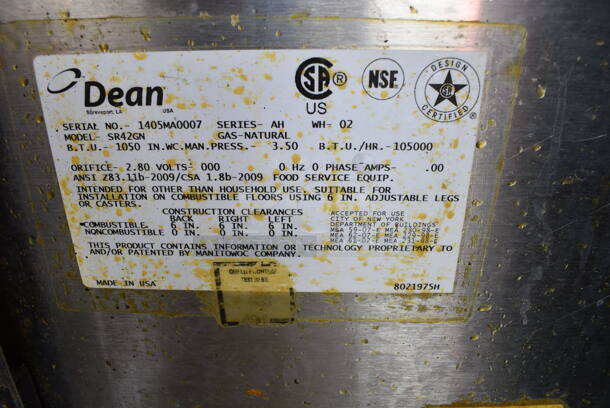 Dean
Shreveport, LA USA
SA ® US
NSF
DESIGN CERTIFIED
SERIAL NO.- 1405MA0007 SERIES- AH WH- 02
MODEL- SR42GN GAS-NATURAL
B.T.U.- 1050 IN.WC.MAN.PRESS.- 3.50 B.T.U./HR.-105000
ORIFICE- 2.80 VOLTS- 000 0 Hz 0 PHASE AMPS .00
ANSI Z83.11b-2009/CSA 1.8b-2009 FOOD SERVICE EQUIP.
INTENDED FOR OTHER THAN HOUSEHOLD USE. SUITABLE FOR
INSTALLATION ON COMBUSTIBLE FLOORS USING 6 IN. ADJUSTABLE LEGS
OR CASTERS.
CONSTRUCTION CLEARANCES
BACK RIGHT LEFT
COMBUSTIBLE. 6 IN. 6 IN. 6 IN.
NONCOMBUSTIBLE 0 IN. 0 IN. 0 IN.
ACCEPTED FOR USE
CITY OF NEW YORK
DEPARTMENT OF BUILDINGS
THIS PRODUCT CONTAINS INFORMATION OR TECHNOLOGY PROPRIETARY TO
AND/OR PATENTED BY MANITOWOC COMPANY.
MADE IN USA
8021975H